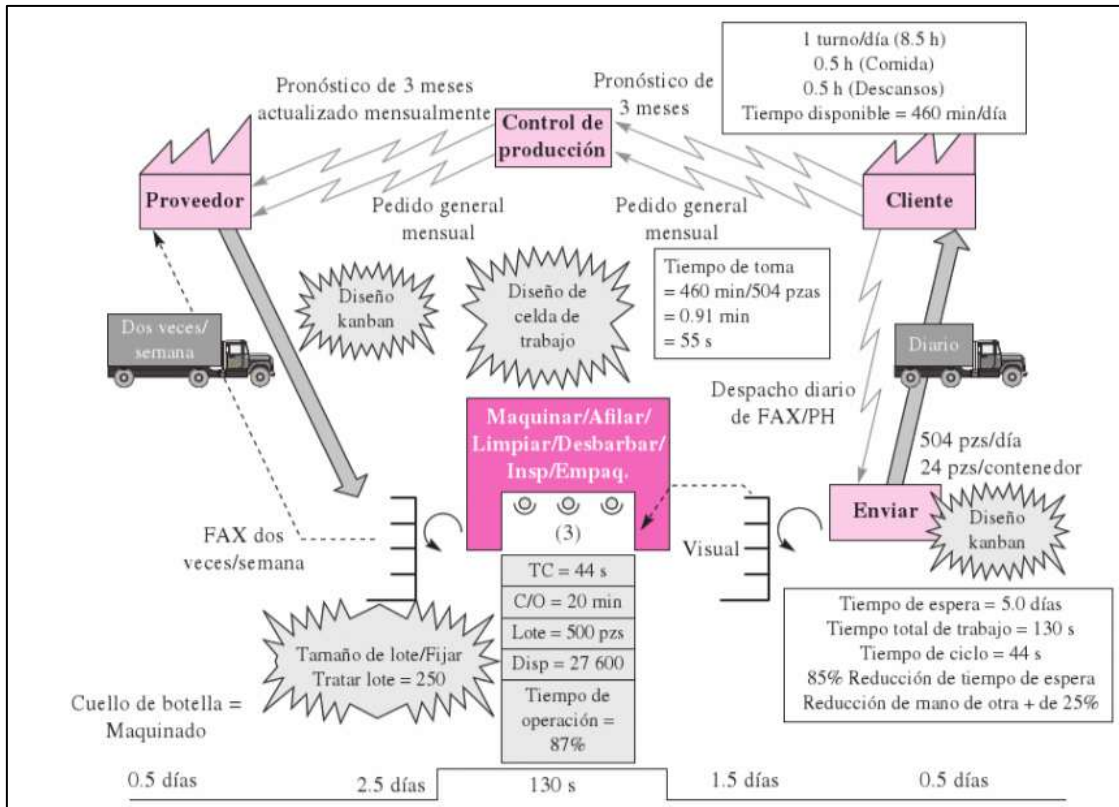 1 turno/día (8.5 h)
0.5 h (Comida)
0.5 h (Descansos)
Tiempo disponible = 460 min/día
Pronóstico de 3 meses
actualizado mensualmente
Control de
producción
Pronóstico de
3 meses
Proveedor
Cliente
Pedido general
mensual
Pedido general
mensual
Diseño
kanban
Diseño de
celda de
trabajo
Tiempo de toma
= 460 min/504 pzas
= 0.91 min
= 55 s
Dos veces/
semana
Diario
Maquinar/Afilar/
Limpiar/Desbarbar/
Insp/Empaq.
Despacho diario
de FAX/PH
504 pzs/día
24 pzs/contenedor
FAX dos
veces/semana
(3)
Visual
Enviar
Diseño
kanban
TC = 44 s
C/O = 20 min
Lote = 500 pzs
Disp = 27 600
Tiempo de
operación =
87%
Tamaño de lote/Fijar
Tratar lote = 250
Tiempo de espera = 5.0 días
Tiempo total de trabajo = 130 s
Tiempo de ciclo = 44 s
85% Reducción de tiempo de espera
Reducción de mano de otra + de 25%
Cuello de botella =
Maquinado
0.5 días
2.5 días
130 s
1.5 días
0.5 días